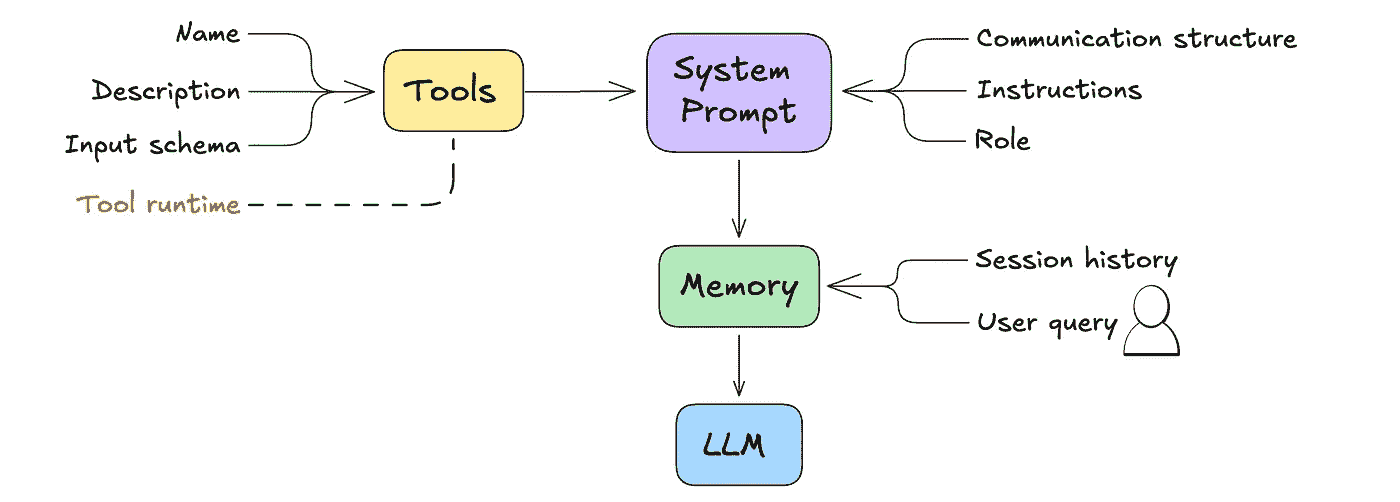 Name
Description
Input schema
Tool runtime
Tools
System
Prompt
Communication structure
Instructions
Role
Memory
Session history
User query
LLM